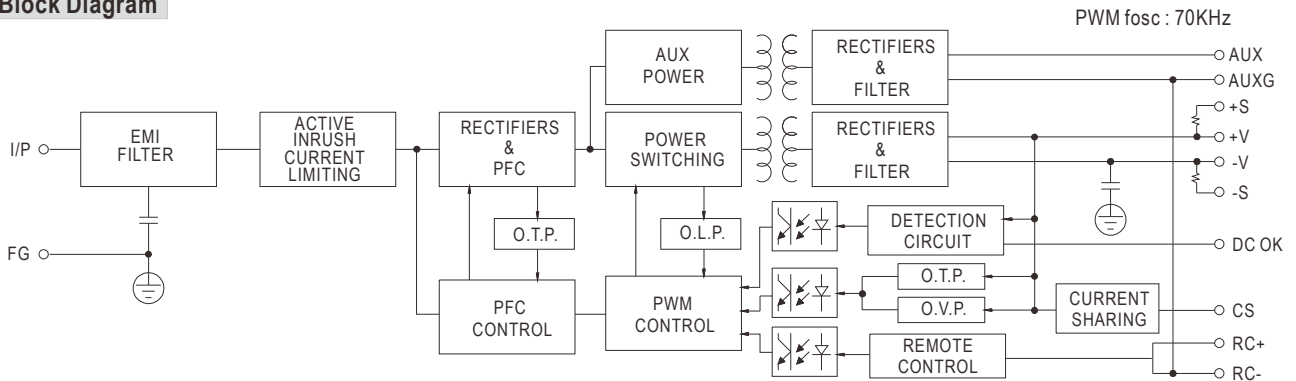 Block Diagram
PWM fosc : 70KHz
AUX
POWER
RECTIFIERS
&
FILTER
AUX
AUXG
I/P
EMI
FILTER
ACTIVE
INRUSH
CURRENT
LIMITING
RECTIFIERS
&
PFC
POWER
SWITCHING
RECTIFIERS
&
FILTER
+S
+V
-V
-S
FG
O.T.P.
O.L.P.
DETECTION
CIRCUIT
DC OK
PFC
CONTROL
PWM
CONTROL
O.T.P.
O.V.P.
CURRENT
SHARING
CS
REMOTE
CONTROL
RC+
RC-